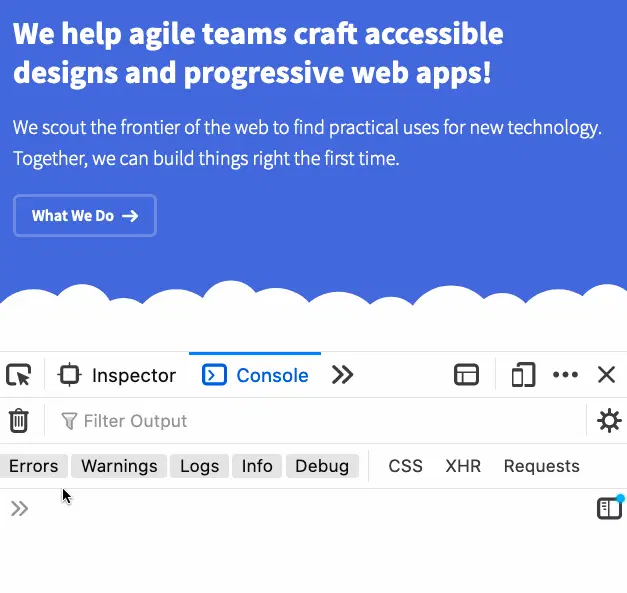 We help agile teams craft accessible
designs and progressive web apps!
We scout the frontier of the web to find practical uses for new technology.
Together, we can build things right the first time.
What We Do →
Inspector Console
Filter Output
Errors Warnings Logs Info Debug CSS XHR Requests